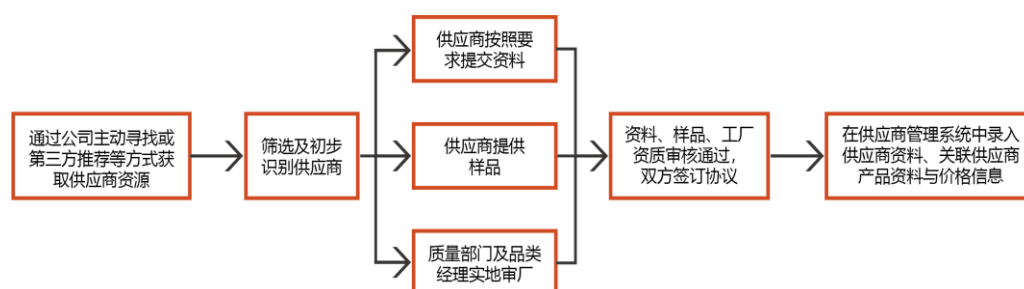 通过公司主动寻找或
第三方推荐等方式获
取供应商资源
筛选及初步
识别供应商
供应商按照要
求提交资料
供应商提供
样品
质量部门及品类
经理实地审厂
资料、样品、工厂
资质审核通过，
双方签订协议
在供应商管理系统中录入
供应商资料、关联供应商
产品资料与价格信息